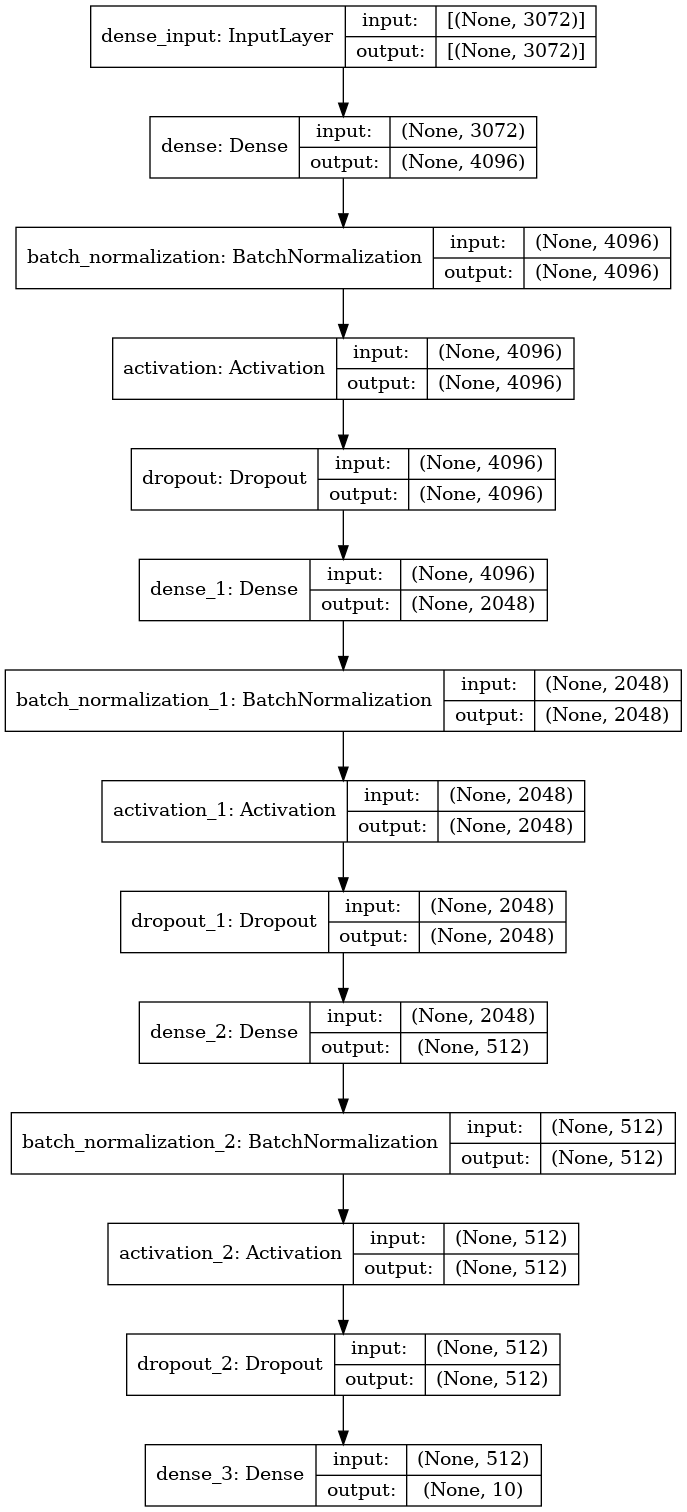 dense_input: InputLayer
input:
[(None, 3072)]
output:
[(None, 3072)]
dense: Dense
input:
(None, 3072)
output:
(None, 4096)
batch_normalization: BatchNormalization
input:
(None, 4096)
output:
(None, 4096)
activation: Activation
input:
(None, 4096)
output:
(None, 4096)
dropout: Dropout
input:
(None, 4096)
output:
(None, 4096)
dense_1: Dense
input:
(None, 4096)
output:
(None, 2048)
batch_normalization_1: BatchNormalization
input:
(None, 2048)
output:
(None, 2048)
activation_1: Activation
input:
(None, 2048)
output:
(None, 2048)
dropout_1: Dropout
input:
(None, 2048)
output:
(None, 2048)
dense_2: Dense
input:
(None, 2048)
output:
(None, 512)
batch_normalization_2: BatchNormalization
input:
(None, 512)
output:
(None, 512)
activation_2: Activation
input:
(None, 512)
output:
(None, 512)
dropout_2: Dropout
input:
(None, 512)
output:
(None, 512)
dense_3: Dense
input:
(None, 512)
output:
(None, 10)